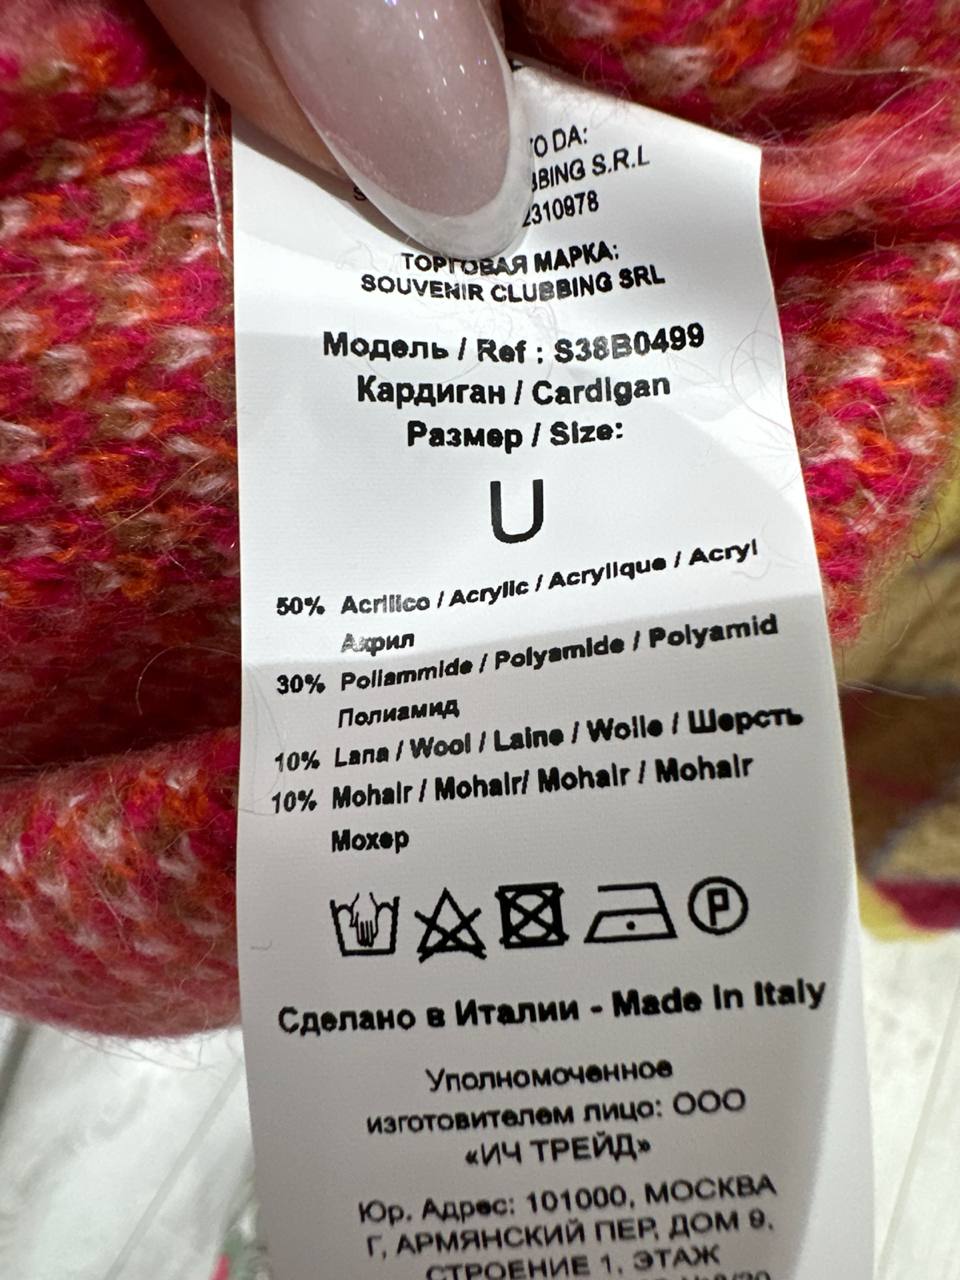 DA:
S.R.L
ТОРГОВАЯ МАРКА:
SOUVENIR CLUBBING SRL
Модель / Ref : S38B0499
Кардиган / Cardigan
Размер / Size:
U
50% Acrilico / Acrylic / Acrylique / Acryl
Акрил
30% Poliammide / Polyamide / Polyamid
Полиамид
10% Lana / Wool / Laine / Wolle / Шерсть
10% Mohair / Mohair/ Mohair / Mohair
Мохер
P
Сделано в Италии - Made in Italy
Уполномоченное
изготовителем лицо: ООО
«ИЧ ТРЕЙД»
Юр. Адрес: 101000, МОСКВА
Г, АРМЯНСКИЙ ПЕР, ДОМ 9,
СТРОЕНИЕ 1, ЭТАЖ